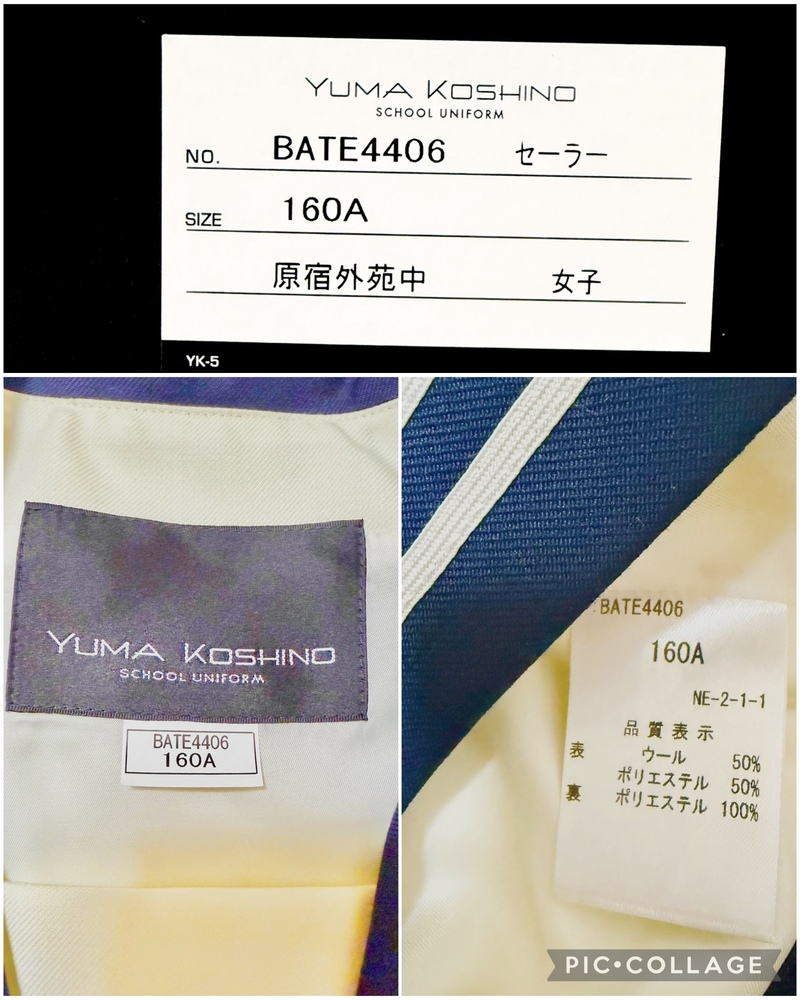 YUMA KOSHINO
SCHOOL UNIFORM
NO. BATE4406 セーラー
SIZE 160A
原宿外苑中 女子
YK-5
YUMA KOSHINO
SCHOOL UNIFORM
BATE4406
160A
BATE4406
160A
NE-2-1-1
品質表示
表 ウール 50%
ポリエステル 50%
裏 ポリエステル 100%
PIC•COLLAGE